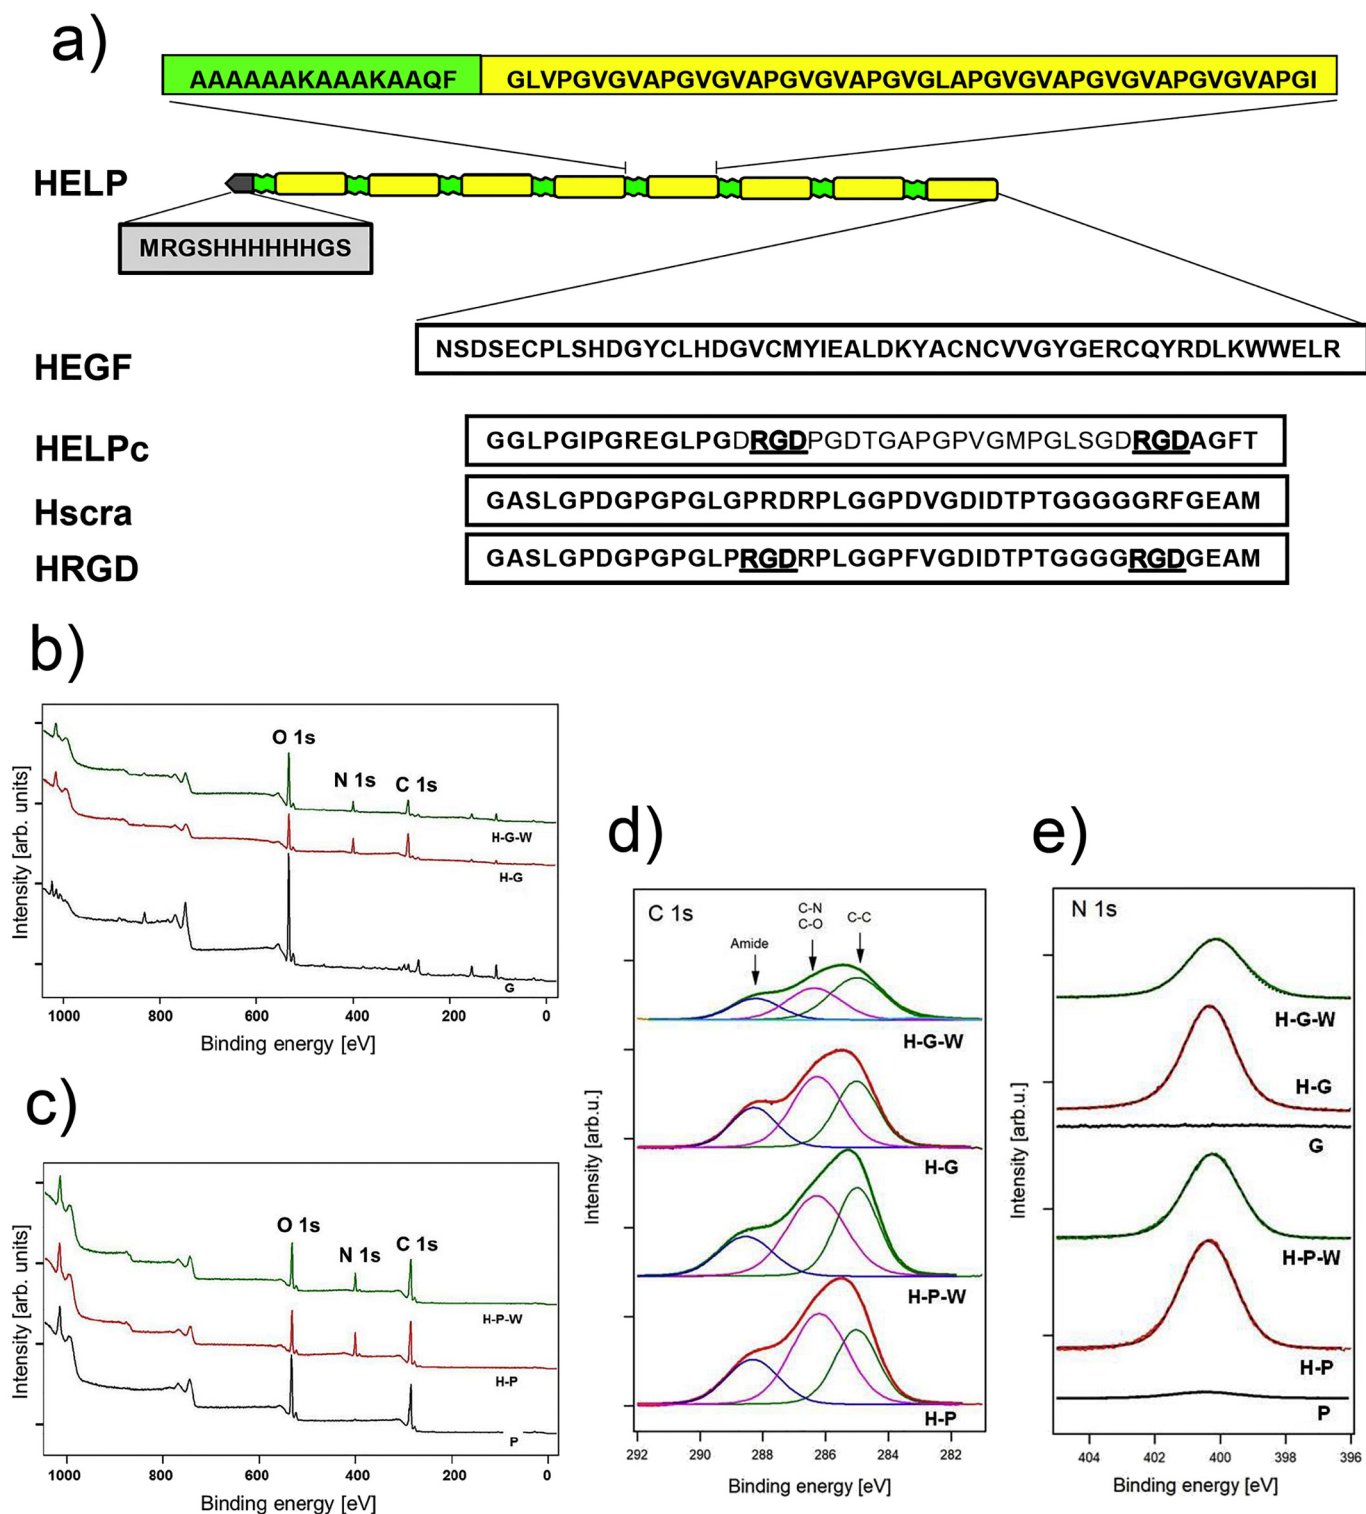 a)
AAAAAAKAAAKAAQF GLVPGVGVAPGVGVAPGVGVAPGVGLAPGVGVAPGVGVAPGVGVAPGI
HELP
MRGSHHHHHHGS
NSDSECPLSHDGYCLHDGVCMYIEALDKYACNCVVGYGERCQYRDLKWWELR
HEGF
HELPc GGLPGIPGREGLPGDRGDPGDTGAPGPVGMPGLSGDRGDAGFT
Hscra GASLGPDGPGPGLGPRDRPLGGPDVGDIDTPTGGGGGRFGEAM
HRGD GASLGPDGPGPGLPRGDRPLGGPFVGDIDTPTGGGGRGDGEAM
b)
Intensity [arb. units]
O 1s
N 1s
C 1s
H-G-W
H-G
G
1000 800 600 400 200 0
Binding energy [eV]
c)
Intensity [arb. units]
O 1s
N 1s
C 1s
H-P-W
H-P
P
1000 800 600 400 200 0
Binding energy [eV]
d)
C 1s
Intensity [arb.u.]
Amide
C-N
C-O
C-C
H-G-W
H-G
H-P-W
H-P
292 290 288 286 284 282
Binding energy [eV]
e)
N 1s
Intensity [arb.u.]
H-G-W
H-G
G
H-P-W
H-P
P
404 402 400 398 396
Binding energy [eV]